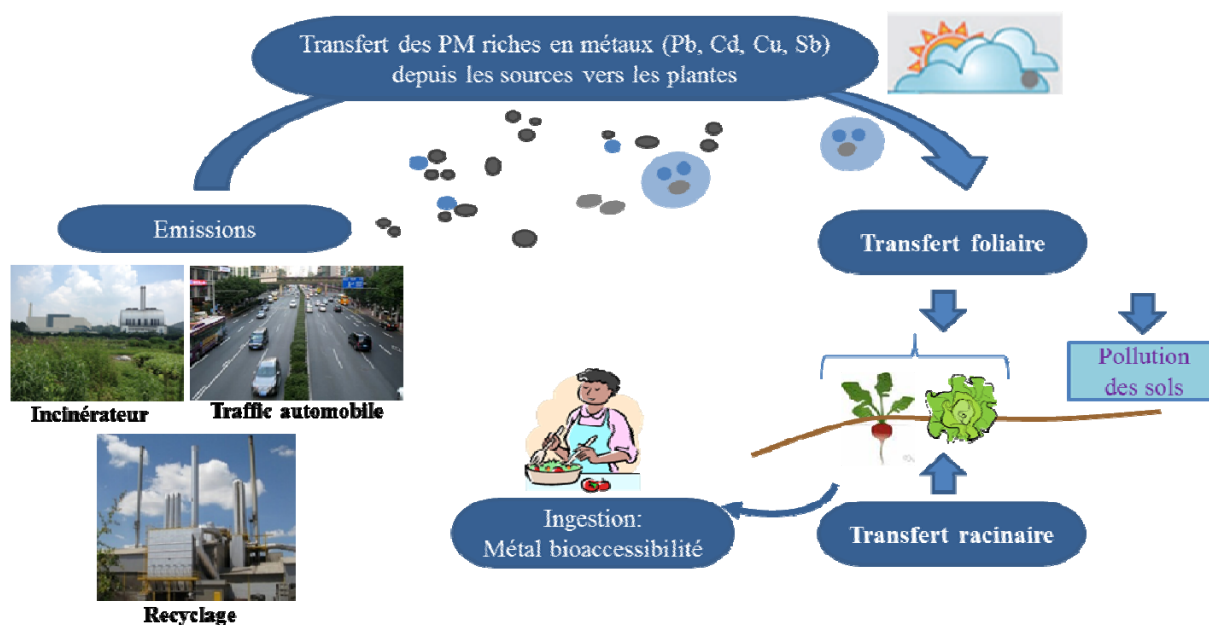 Transfert des PM riches en métaux (Pb, Cd, Cu, Sb)
depuis les sources vers les plantes
Emissions
Incinérateur
Traffic automobile
Recyclage
Transfert foliaire
Pollution
des sols
Transfert racinaire
Ingestion:
Métal bioaccessibilité